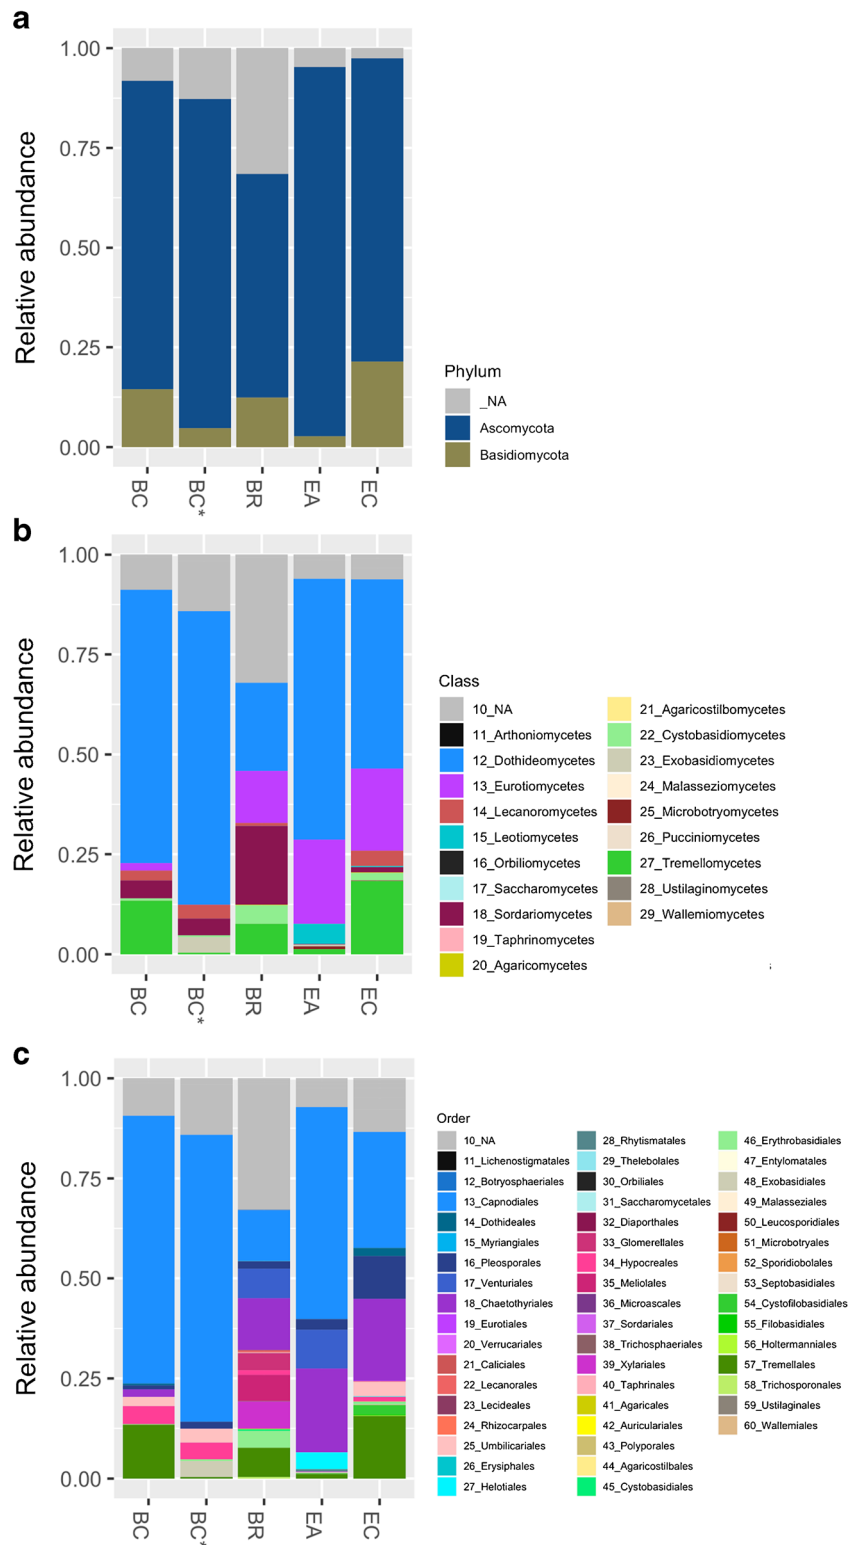 a
1.00
0.75
0.50
0.25
0.00
Relative abundance
BC
BC*
BR
EA
EC
Phylum
_NA
Ascomycota
Basidiomycota
b
1.00
0.75
0.50
0.25
0.00
Relative abundance
BC
BC*
BR
EA
EC
Class
10_NA
11_Arthoniomycetes
12_Dothideomycetes
13_Eurotiomycetes
14_Lecanoromycetes
15_Leotiomycetes
16_Orbiliomycetes
17_Saccharomycetes
18_Sordariomycetes
19_Taphrinomycetes
20_Agaricomycetes
21_Agaricostilbomycetes
22_Cystobasidiomycetes
23_Exobasidiomycetes
24_Malasseziomycetes
25_Microbotryomycetes
26_Pucciniomycetes
27_Tremellomycetes
28_Ustilaginomycetes
29_Wallemiomycetes
c
1.00
0.75
0.50
0.25
0.00
Relative abundance
BC
BC*
BR
EA
EC
Order
10_NA
11_Lichenostigmatales
12_Botryosphaeriales
13_Capnodiales
14_Dothideales
15_Myriangiales
16_Pleosporales
17_Venturiales
18_Chaetothyriales
19_Eurotiales
20_Verrucariales
21_Caliciales
22_Lecanorales
23_Lecideales
24_Rhizocarpales
25_Umbilicariales
26_Erysiphales
27_Helotiales
28_Rhytismatales
29_Thelebolales
30_Orbiliales
31_Saccharomycetales
32_Diaporthales
33_Glomerellales
34_Hypocreales
35_Meliolales
36_Microascales
37_Sordariales
38_Trichosphaeriales
39_Xylariales
40_Taphrinales
41_Agaricales
42_Auriculariales
43_Polyporales
44_Agaricostilbales
45_Cystobasidiales
46_Erythrobasidiales
47_Entylomatales
48_Exobasidiales
49_Malasseziales
50_Leucosporidiales
51_Microbotryales
52_Sporidiobolales
53_Septobasidiales
54_Cystofilobasidiales
55_Filobasidiales
56_Holtermanniales
57_Tremellales
58_Trichosporonales
59_Ustilaginales
60_Wallemiales